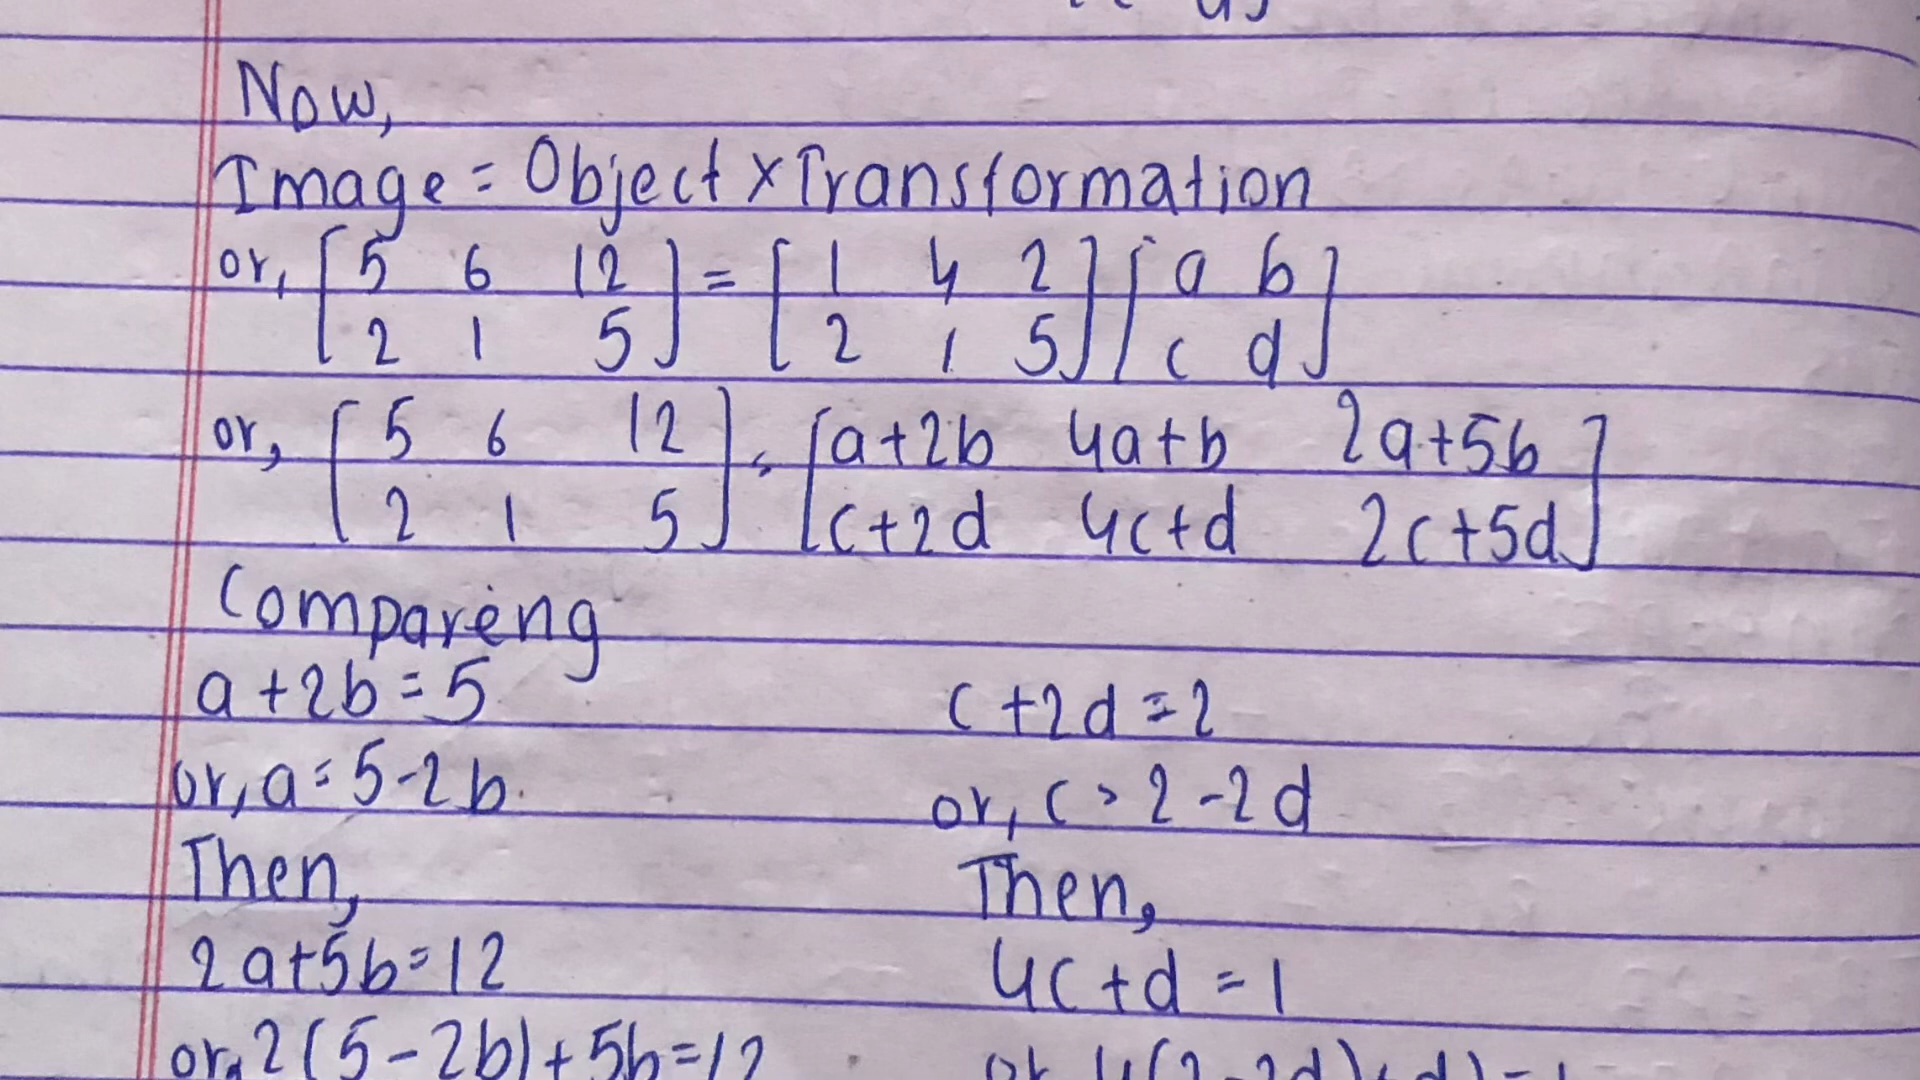 Now,
Image = Object × Transformation
or, [5 6 12] = [1 4 2] [a b]
[2 1 5] [2 1 5] [c d]
or, [5 6 12] = [a+2b 4a+b 2a+5b]
[2 1 5] [c+2d 4c+d 2c+5d]
Compareng
a+2b=5 c+2d=2
or, a=5-2b. or, c=2-2d
Then, Then,
2a+5b=12 4c+d=1
or, 2(5-2b)+5b=12